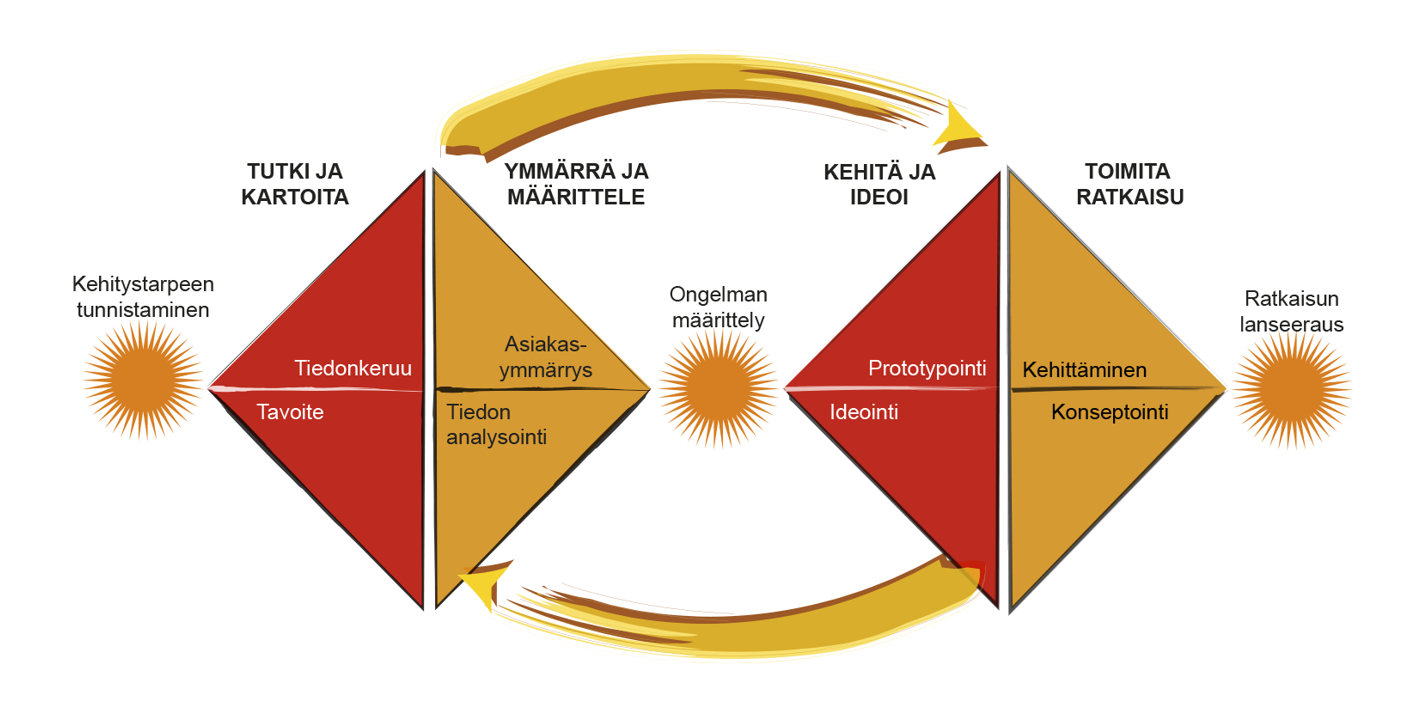 TUTKI JA
KARTOITA
YMMÄRRÄ JA
MÄÄRITTELE
KEHITÄ JA
IDEOI
TOIMITA
RATKAISU
Kehitystarpeen
tunnistaminen
Tiedonkeruu
Tavoite
Asiakas-
ymmärrys
Tiedon
analysointi
Ongelman
määrittely
Prototypointi
Ideointi
Kehittäminen
Konseptointi
Ratkaisun
lanseeraus